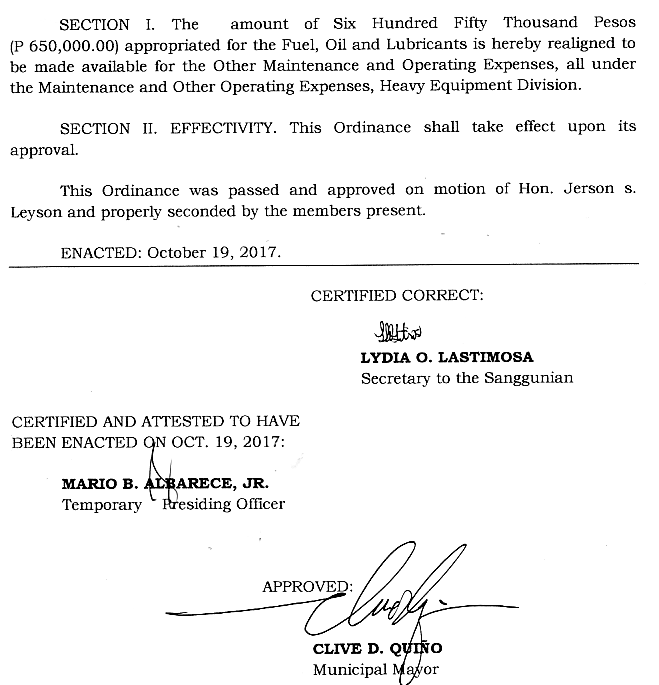 SECTION I. The amount of Six Hundred Fifty Thousand Pesos
(P 650,000.00) appropriated for the Fuel, Oil and Lubricants is hereby realigned to
be made available for the Other Maintenance and Operating Expenses, all under
the Maintenance and Other Operating Expenses, Heavy Equipment Division.
SECTION II. EFFECTIVITY. This Ordinance shall take effect upon its
approval.
This Ordinance was passed and approved on motion of Hon. Jerson s.
Leyson and properly seconded by the members present.
ENACTED: October 19, 2017.
CERTIFIED CORRECT:
LYDIA O. LASTIMOSA
Secretary to the Sanggunian
CERTIFIED AND ATTESTED TO HAVE
BEEN ENACTED ON OCT. 19, 2017:
MARIO B. ALBARECE, JR.
Temporary Presiding Officer
APPROVED:
CLIVE D. QUIÑO
Municipal Mayor